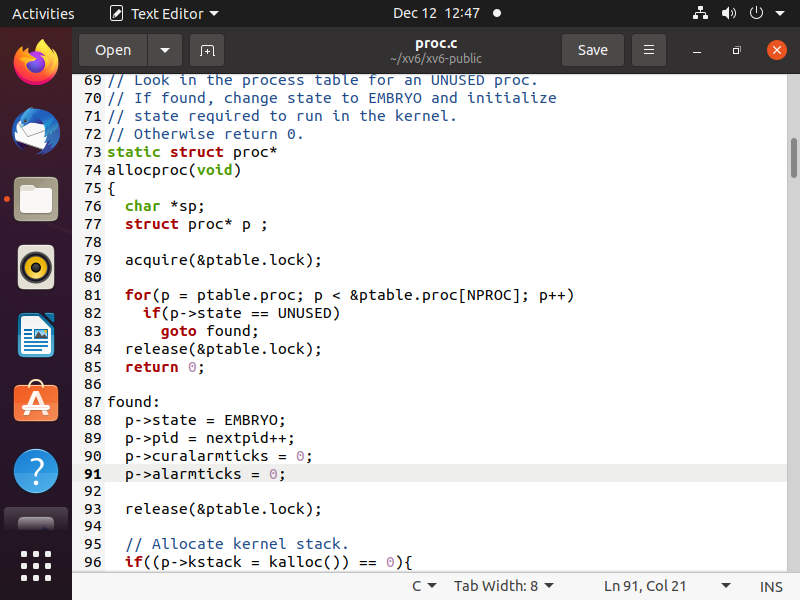 Activities
Text Editor
Dec 12 12:47
Open
proc.c
~/xv6/xv6-public
Save
69 // Look in the process table for an UNUSED proc.
70 // If found, change state to EMBRYO and initialize
71 // state required to run in the kernel.
72 // Otherwise return 0.
73 static struct proc*
74 allocproc(void)
75 {
76   char *sp;
77   struct proc* p ;
78
79   acquire(&ptable.lock);
80
81   for(p = ptable.proc; p < &ptable.proc[NPROC]; p++)
82     if(p->state == UNUSED)
83       goto found;
84   release(&ptable.lock);
85   return 0;
86
87 found:
88   p->state = EMBRYO;
89   p->pid = nextpid++;
90   p->curalarmticks = 0;
91   p->alarmticks = 0;
92
93   release(&ptable.lock);
94
95   // Allocate kernel stack.
96   if((p->kstack = kalloc()) == 0){
C
Tab Width: 8
Ln 91, Col 21
INS